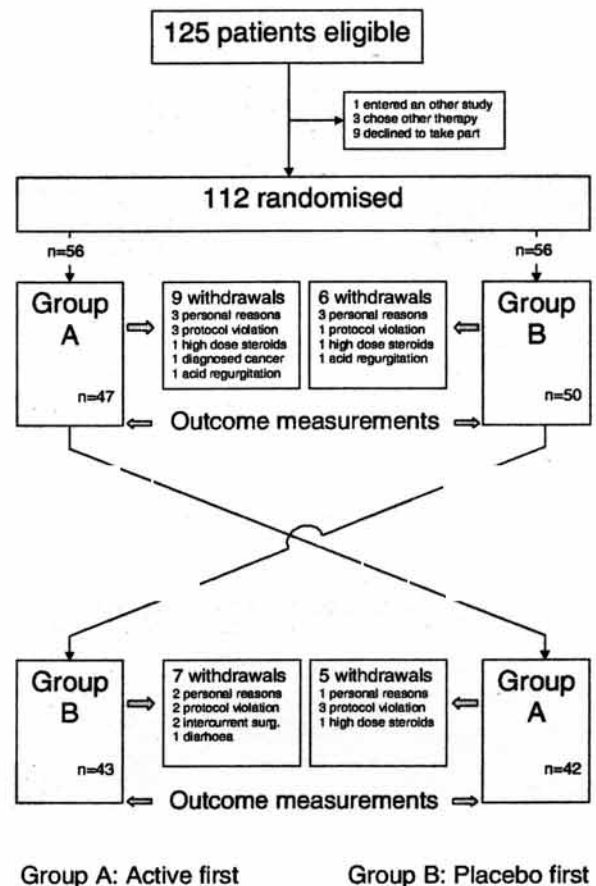 125 patients eligible
1 entered an other study
3 chose other therapy
9 declined to take part
112 randomised
n=56
n=56
Group
A
n=47
9 withdrawals
3 personal reasons
3 protocol violation
1 high dose steroids
1 diagnosed cancer
1 acid regurgitation
6 withdrawals
3 personal reasons
1 protocol violation
1 high dose steroids
1 acid regurgitation
Group
B
n=50
Outcome measurements
Group
B
n=43
7 withdrawals
2 personal reasons
2 protocol violation
2 intercurrent surg.
1 diarhoea
5 withdrawals
1 personal reasons
3 protocol violation
1 high dose steroids
Group
A
n=42
Outcome measurements
Group A: Active first
Group B: Placebo first